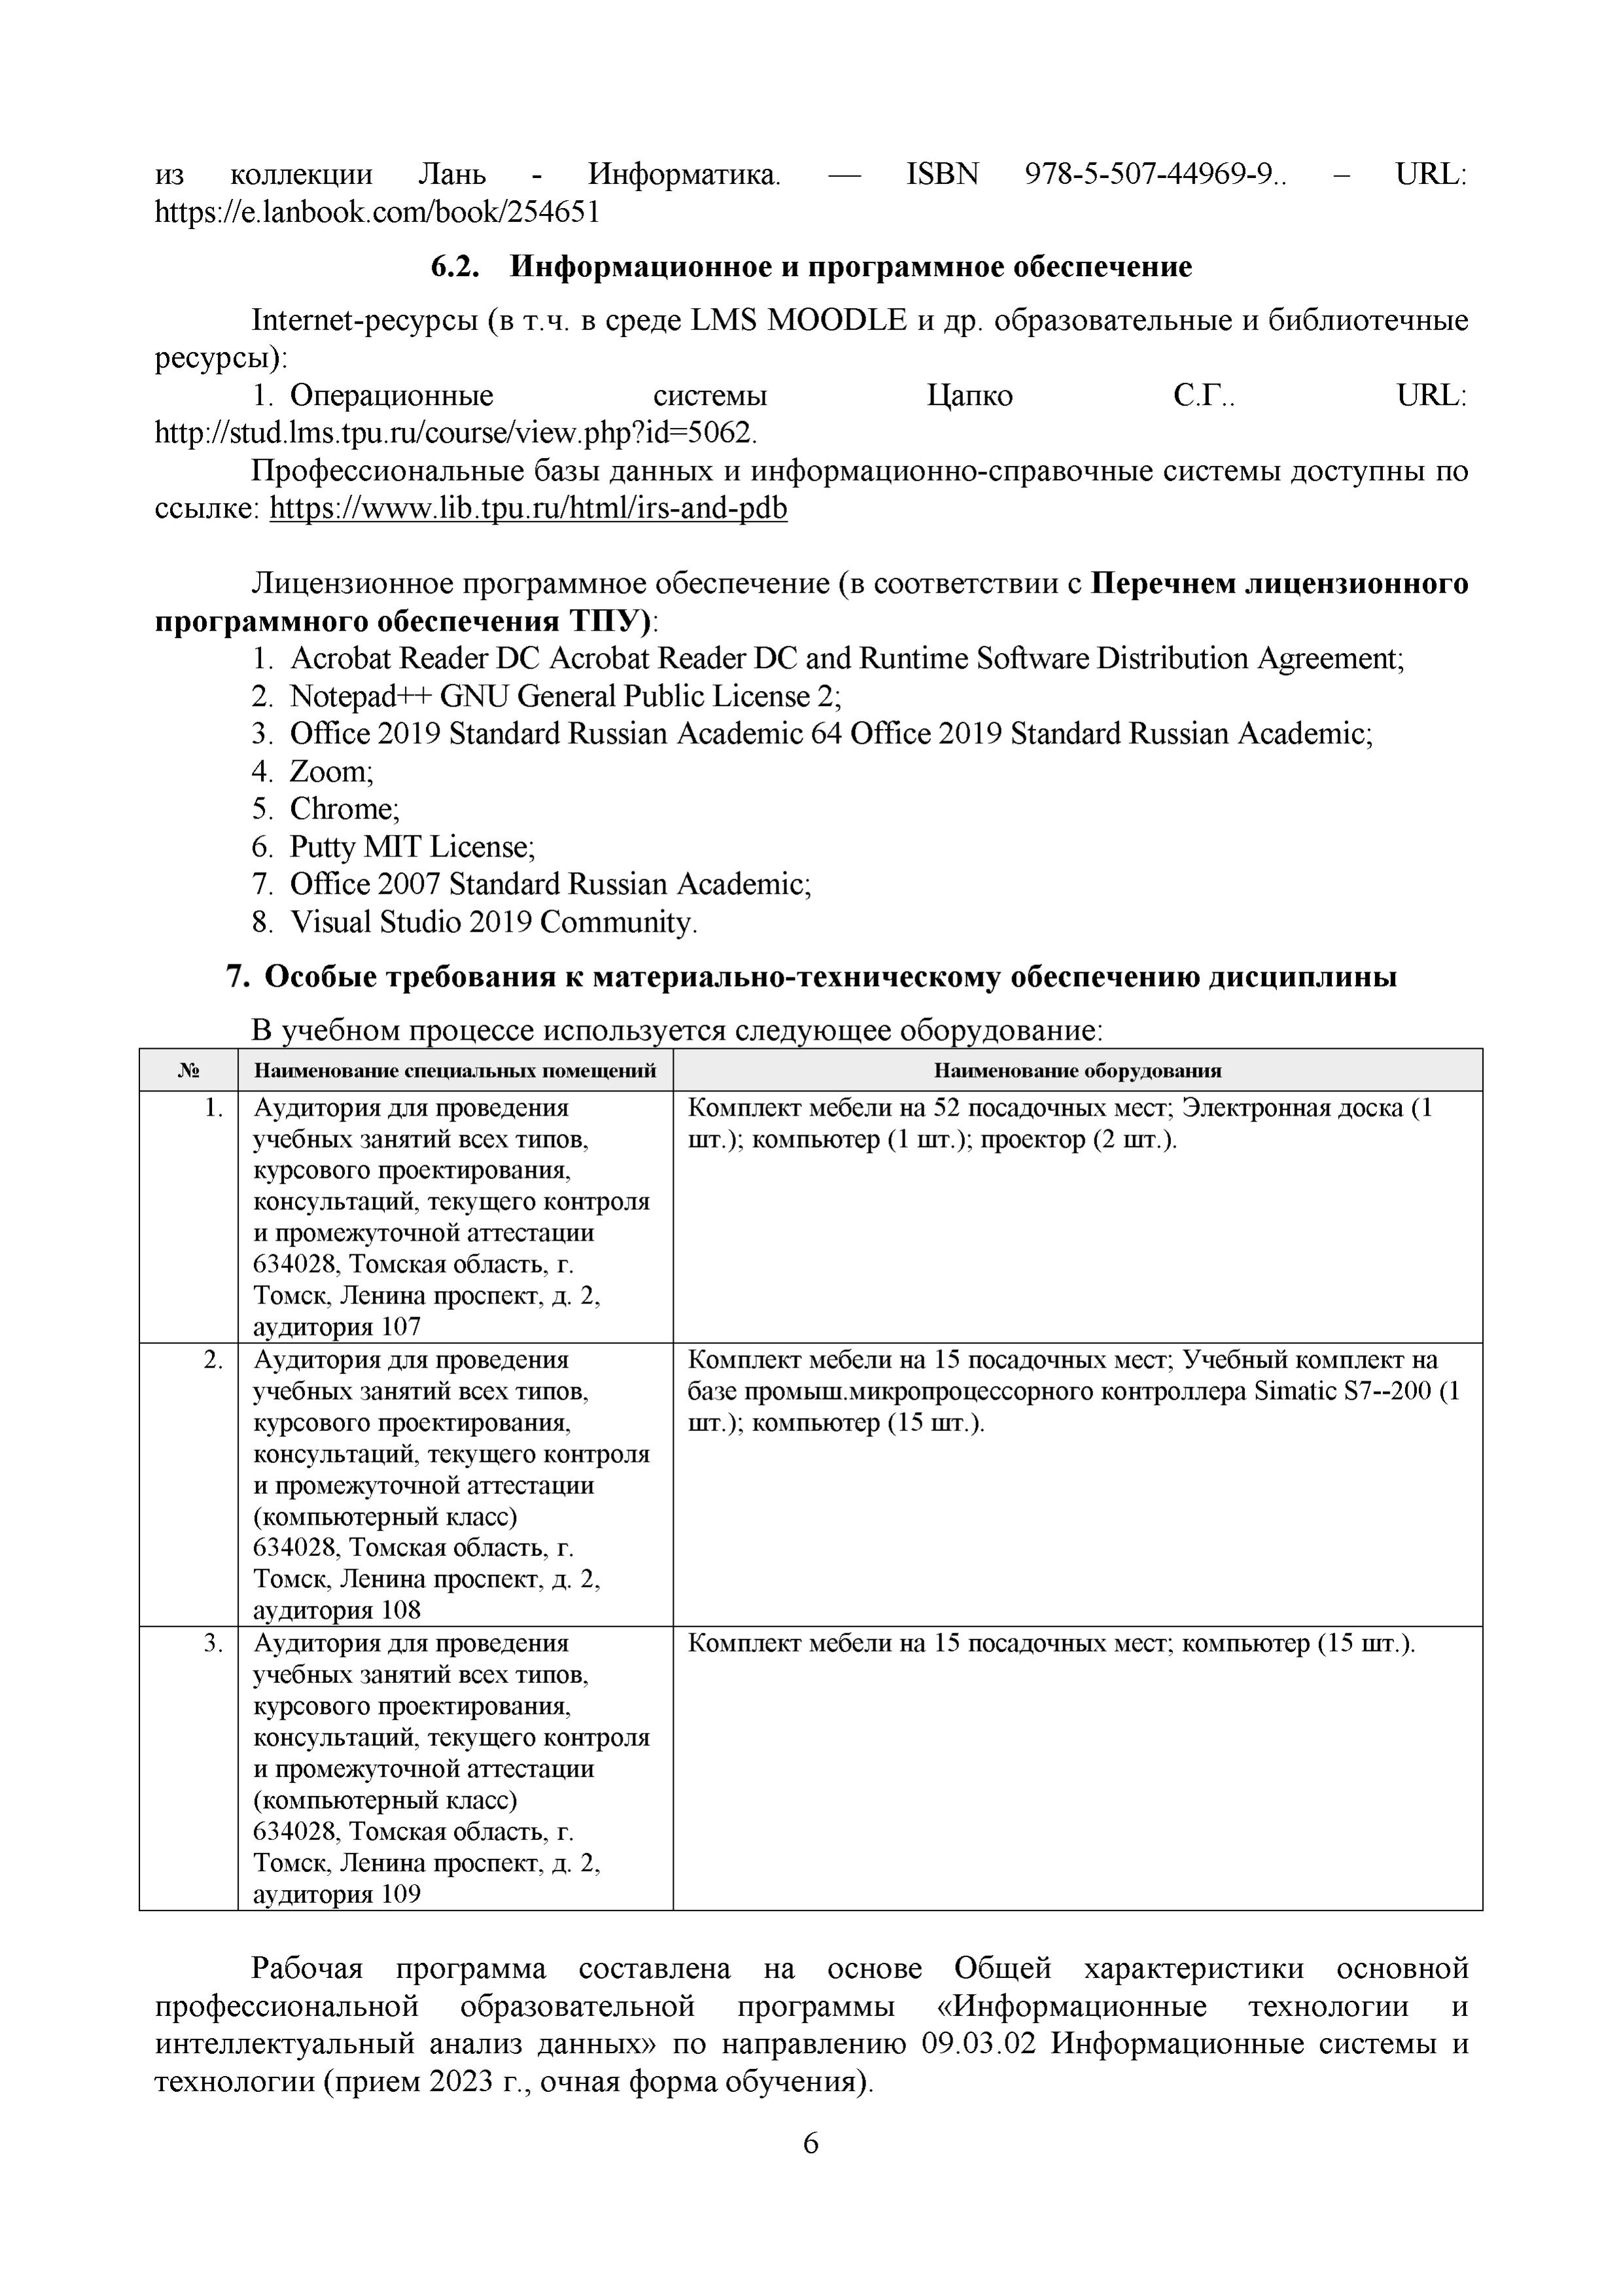 из коллекции Лань - Информатика. — ISBN 978-5-507-44969-9.. – URL:
https://e.lanbook.com/book/254651
6.2. Информационное и программное обеспечение
Internet-ресурсы (в т.ч. в среде LMS MOODLE и др. образовательные и библиотечные
ресурсы):
1. Операционные системы Цапко С.Г.. URL:
http://stud.lms.tpu.ru/course/view.php?id=5062.
Профессиональные базы данных и информационно-справочные системы доступны по
ссылке: https://www.lib.tpu.ru/html/irs-and-pdb
Лицензионное программное обеспечение (в соответствии с Перечнем лицензионного
программного обеспечения ТПУ):
1. Acrobat Reader DC Acrobat Reader DC and Runtime Software Distribution Agreement;
2. Notepad++ GNU General Public License 2;
3. Office 2019 Standard Russian Academic 64 Office 2019 Standard Russian Academic;
4. Zoom;
5. Chrome;
6. Putty MIT License;
7. Office 2007 Standard Russian Academic;
8. Visual Studio 2019 Community.
7. Особые требования к материально-техническому обеспечению дисциплины
В учебном процессе используется следующее оборудование:
№ Наименование специальных помещений Наименование оборудования
1. Аудитория для проведения
учебных занятий всех типов,
курсового проектирования,
консультаций, текущего контроля
и промежуточной аттестации
634028, Томская область, г.
Томск, Ленина проспект, д. 2,
аудитория 107
Комплект мебели на 52 посадочных мест; Электронная доска (1
шт.); компьютер (1 шт.); проектор (2 шт.).
2. Аудитория для проведения
учебных занятий всех типов,
курсового проектирования,
консультаций, текущего контроля
и промежуточной аттестации
(компьютерный класс)
634028, Томская область, г.
Томск, Ленина проспект, д. 2,
аудитория 108
Комплект мебели на 15 посадочных мест; Учебный комплект на
базе промыш.микропроцессорного контроллера Simatic S7--200 (1
шт.); компьютер (15 шт.).
3. Аудитория для проведения
учебных занятий всех типов,
курсового проектирования,
консультаций, текущего контроля
и промежуточной аттестации
(компьютерный класс)
634028, Томская область, г.
Томск, Ленина проспект, д. 2,
аудитория 109
Комплект мебели на 15 посадочных мест; компьютер (15 шт.).
Рабочая программа составлена на основе Общей характеристики основной
профессиональной образовательной программы «Информационные технологии и
интеллектуальный анализ данных» по направлению 09.03.02 Информационные системы и
технологии (прием 2023 г., очная форма обучения).
6